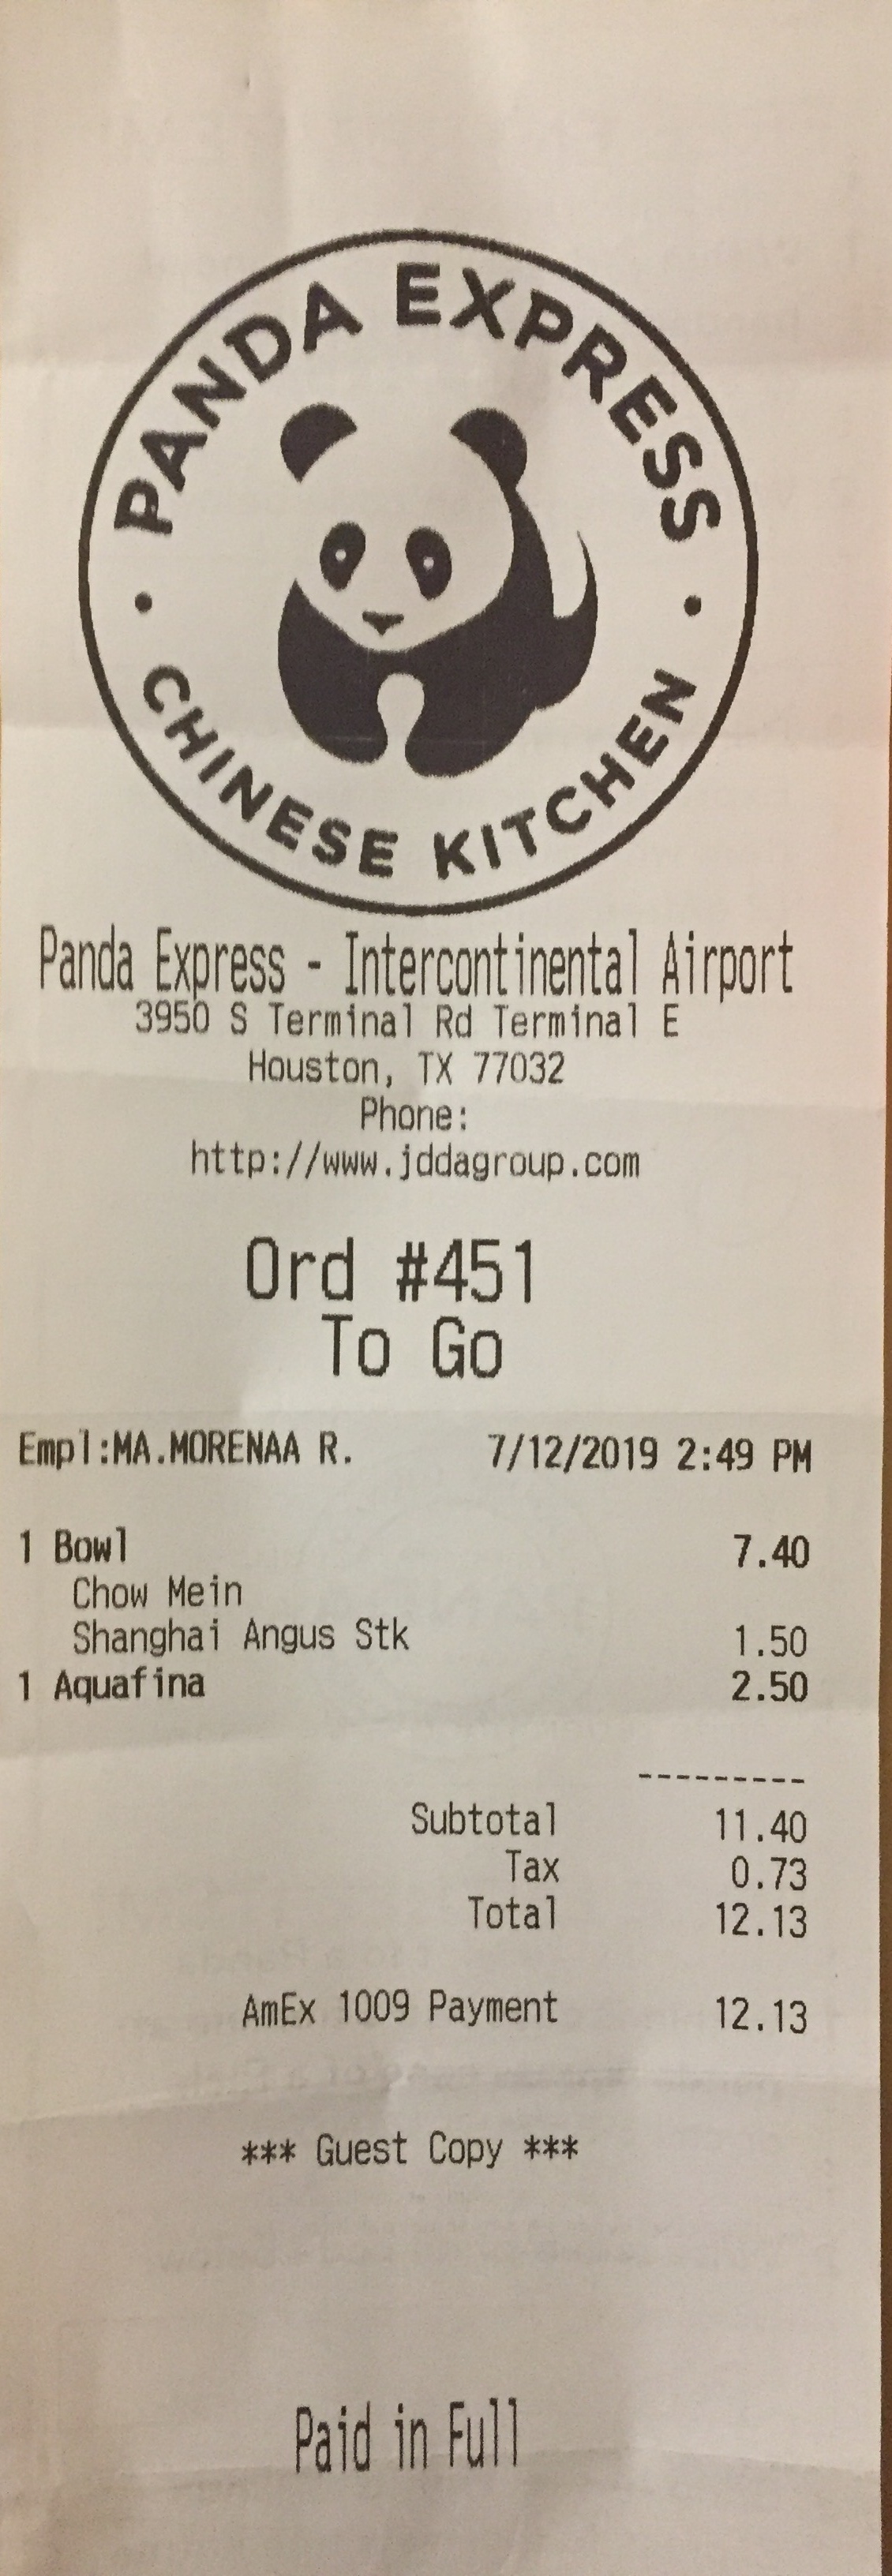 PANDA EXPRESS
CHINESE KITCHEN
Panda Express - Intercontinental Airport
3950 S Terminal Rd Terminal E
Houston, TX 77032
Phone:
http://www.jddagroup.com
Ord #451
To Go
Empl:MA.MORENAA R. 7/12/2019 2:49 PM
1 Bowl 7.40
Chow Mein
Shanghai Angus Stk 1.50
1 Aquafina 2.50
---------
Subtotal 11.40
Tax 0.73
Total 12.13
AmEx 1009 Payment 12.13
*** Guest Copy ***
Paid in Full